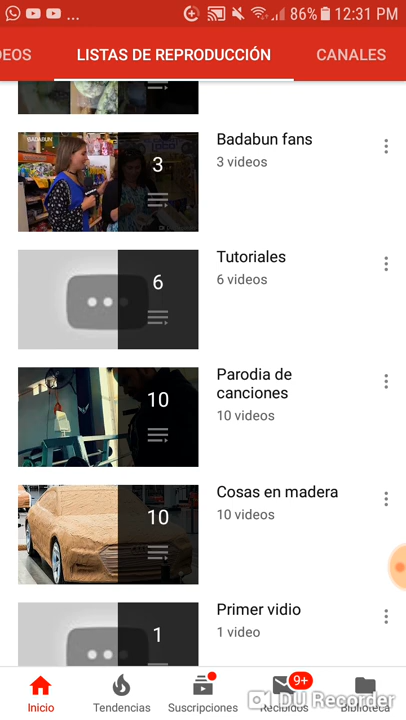 ... 86% 12:31 PM
DEOS LISTAS DE REPRODUCCIÓN CANALES
BADABUN
3
Badabun fans
3 videos
6
Tutoriales
6 videos
10
Parodia de
canciones
10 videos
10
Cosas en madera
10 videos
1
Primer vidio
1 video
9+
Inicio Tendencias Suscripciones Recibidos Biblioteca
DU Recorder